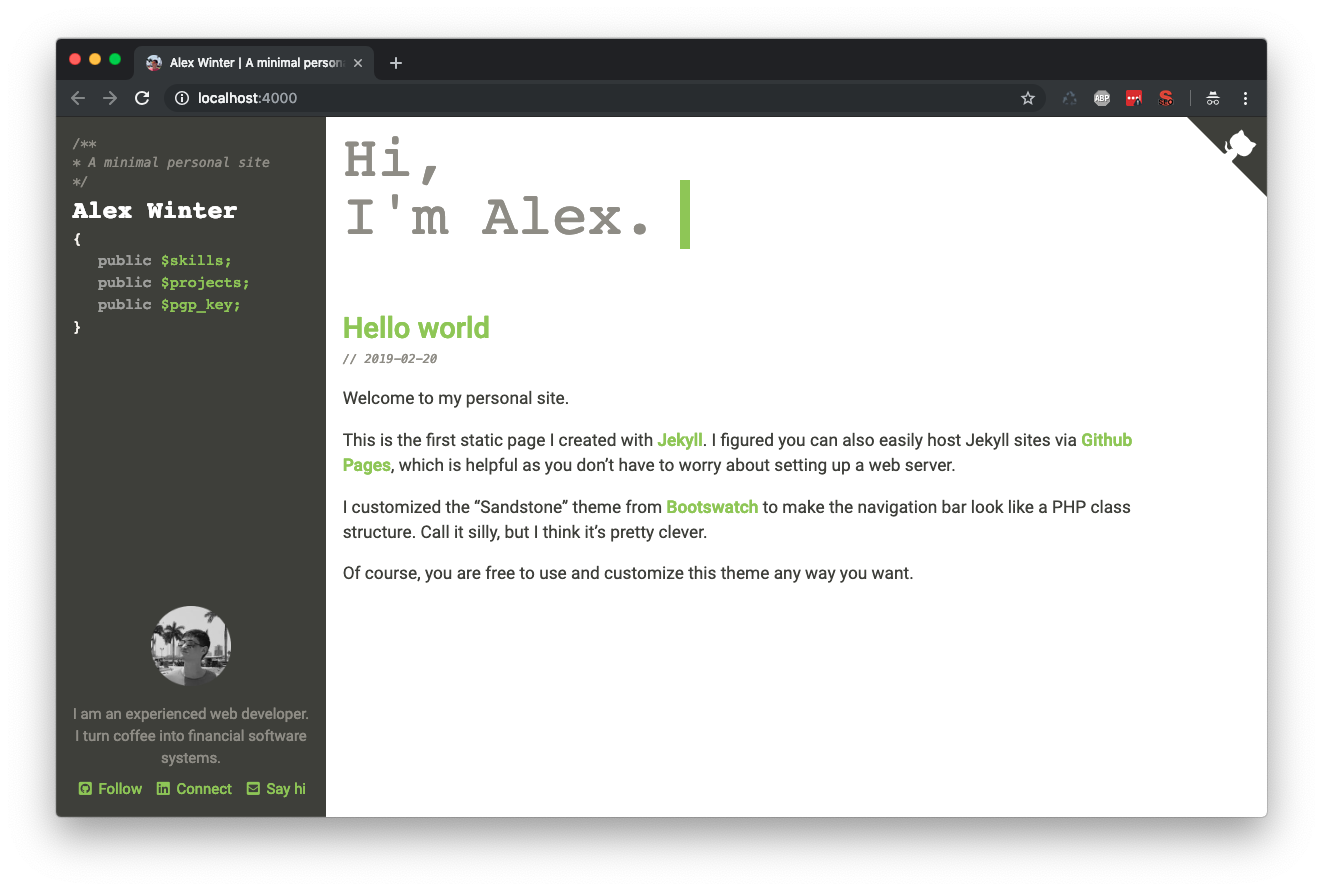 Alex Winter | A minimal person
localhost:4000
ABP
/**
* A minimal personal site
*/
Alex Winter
{
public $skills;
public $projects;
public $pgp_key;
}
I am an experienced web developer.
I turn coffee into financial software
systems.
Follow Connect Say hi
Hi,
I'm Alex.
Hello world
// 2019-02-20
Welcome to my personal site.
This is the first static page I created with Jekyll. I figured you can also easily host Jekyll sites via Github
Pages, which is helpful as you don’t have to worry about setting up a web server.
I customized the “Sandstone” theme from Bootswatch to make the navigation bar look like a PHP class
structure. Call it silly, but I think it’s pretty clever.
Of course, you are free to use and customize this theme any way you want.